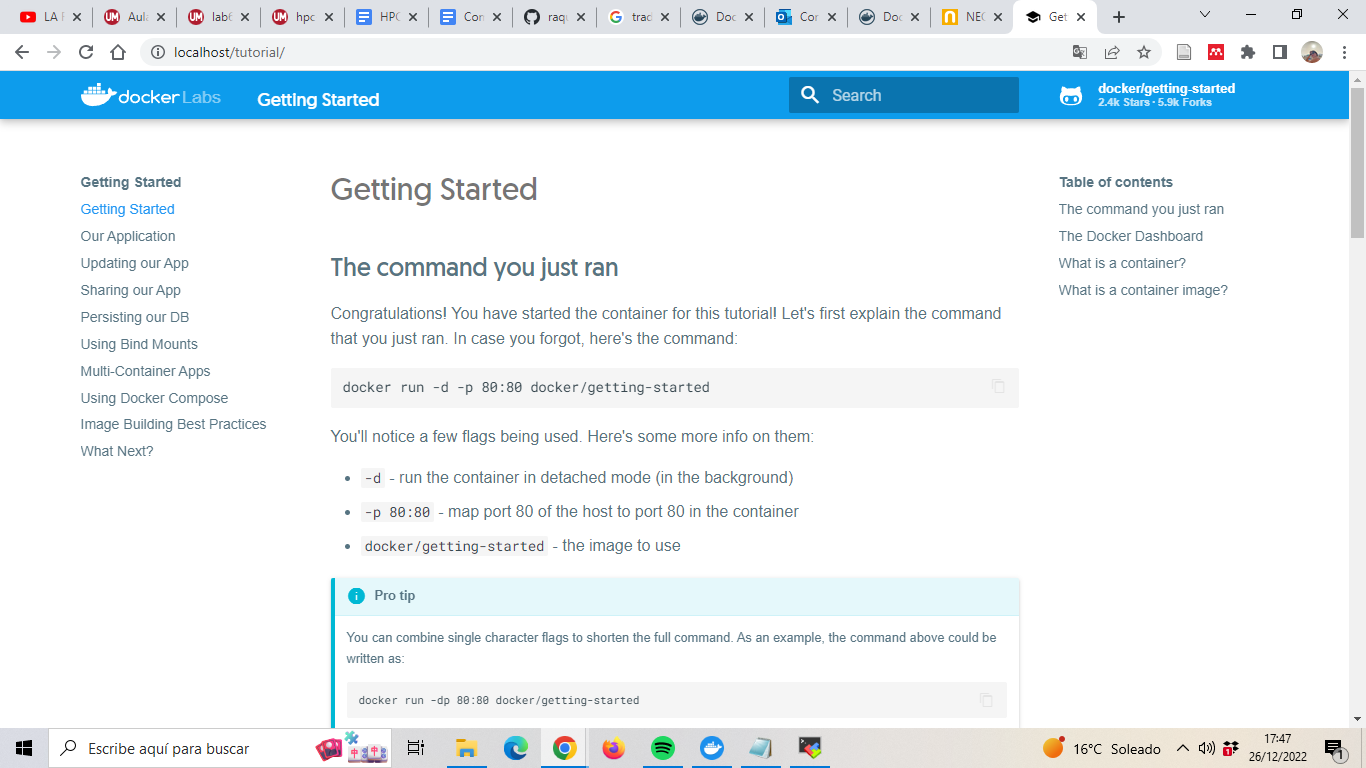 LA
Aula
lab6
hpc
HPC
Con
raqu
trad
Doc
Cor
Doc
NEC
Get
localhost/tutorial/
docker Labs
Getting Started
Search
docker/getting-started
2.4k Stars · 5.9k Forks
Getting Started
Getting Started
Our Application
Updating our App
Sharing our App
Persisting our DB
Using Bind Mounts
Multi-Container Apps
Using Docker Compose
Image Building Best Practices
What Next?
Getting Started
The command you just ran
Congratulations! You have started the container for this tutorial! Let's first explain the command
that you just ran. In case you forgot, here's the command:
docker run -d -p 80:80 docker/getting-started
You'll notice a few flags being used. Here's some more info on them:
-d - run the container in detached mode (in the background)
-p 80:80 - map port 80 of the host to port 80 in the container
docker/getting-started - the image to use
Pro tip
You can combine single character flags to shorten the full command. As an example, the command above could be
written as:
docker run -dp 80:80 docker/getting-started
Table of contents
The command you just ran
The Docker Dashboard
What is a container?
What is a container image?
Escribe aquí para buscar
16°C Soleado
17:47
26/12/2022
1